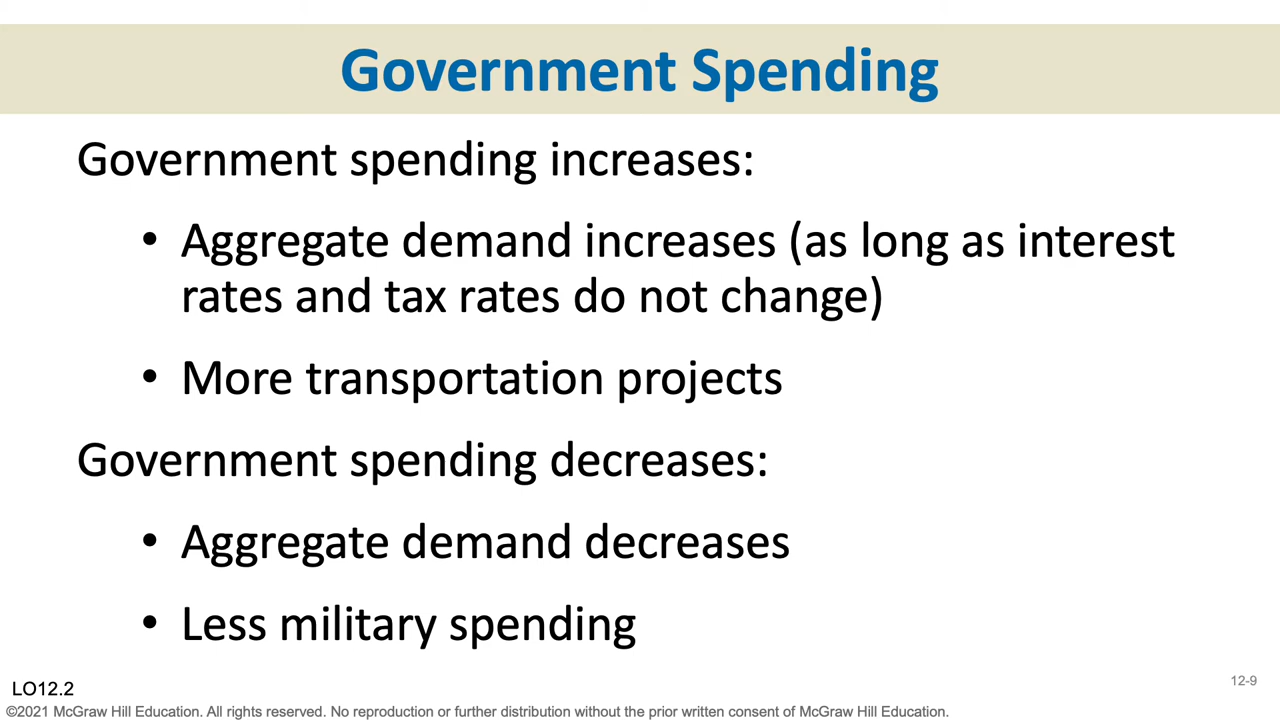 Government Spending
Government spending increases:
• Aggregate demand increases (as long as interest
rates and tax rates do not change)
• More transportation projects
Government spending decreases:
• Aggregate demand decreases
• Less military spending
LO12.2
12-9
©2021 McGraw Hill Education. All rights reserved. No reproduction or further distribution without the prior written consent of McGraw Hill Education.